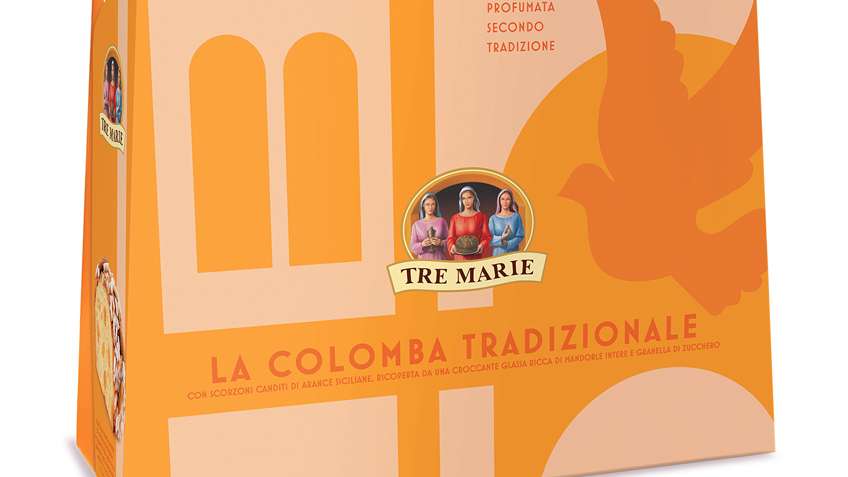 PROFUMATA
SECONDO
TRADIZIONE
TRE MARIE
TRE MARIE
LA COLOMBA TRADIZIONALE
CON SCORZONI CANDITI DI ARANCE SICILIANE, RICOPERTA DA UNA CROCCANTE GLASSA RICCA DI MANDORLE INTERE E GRANELLA DI ZUCCHERO